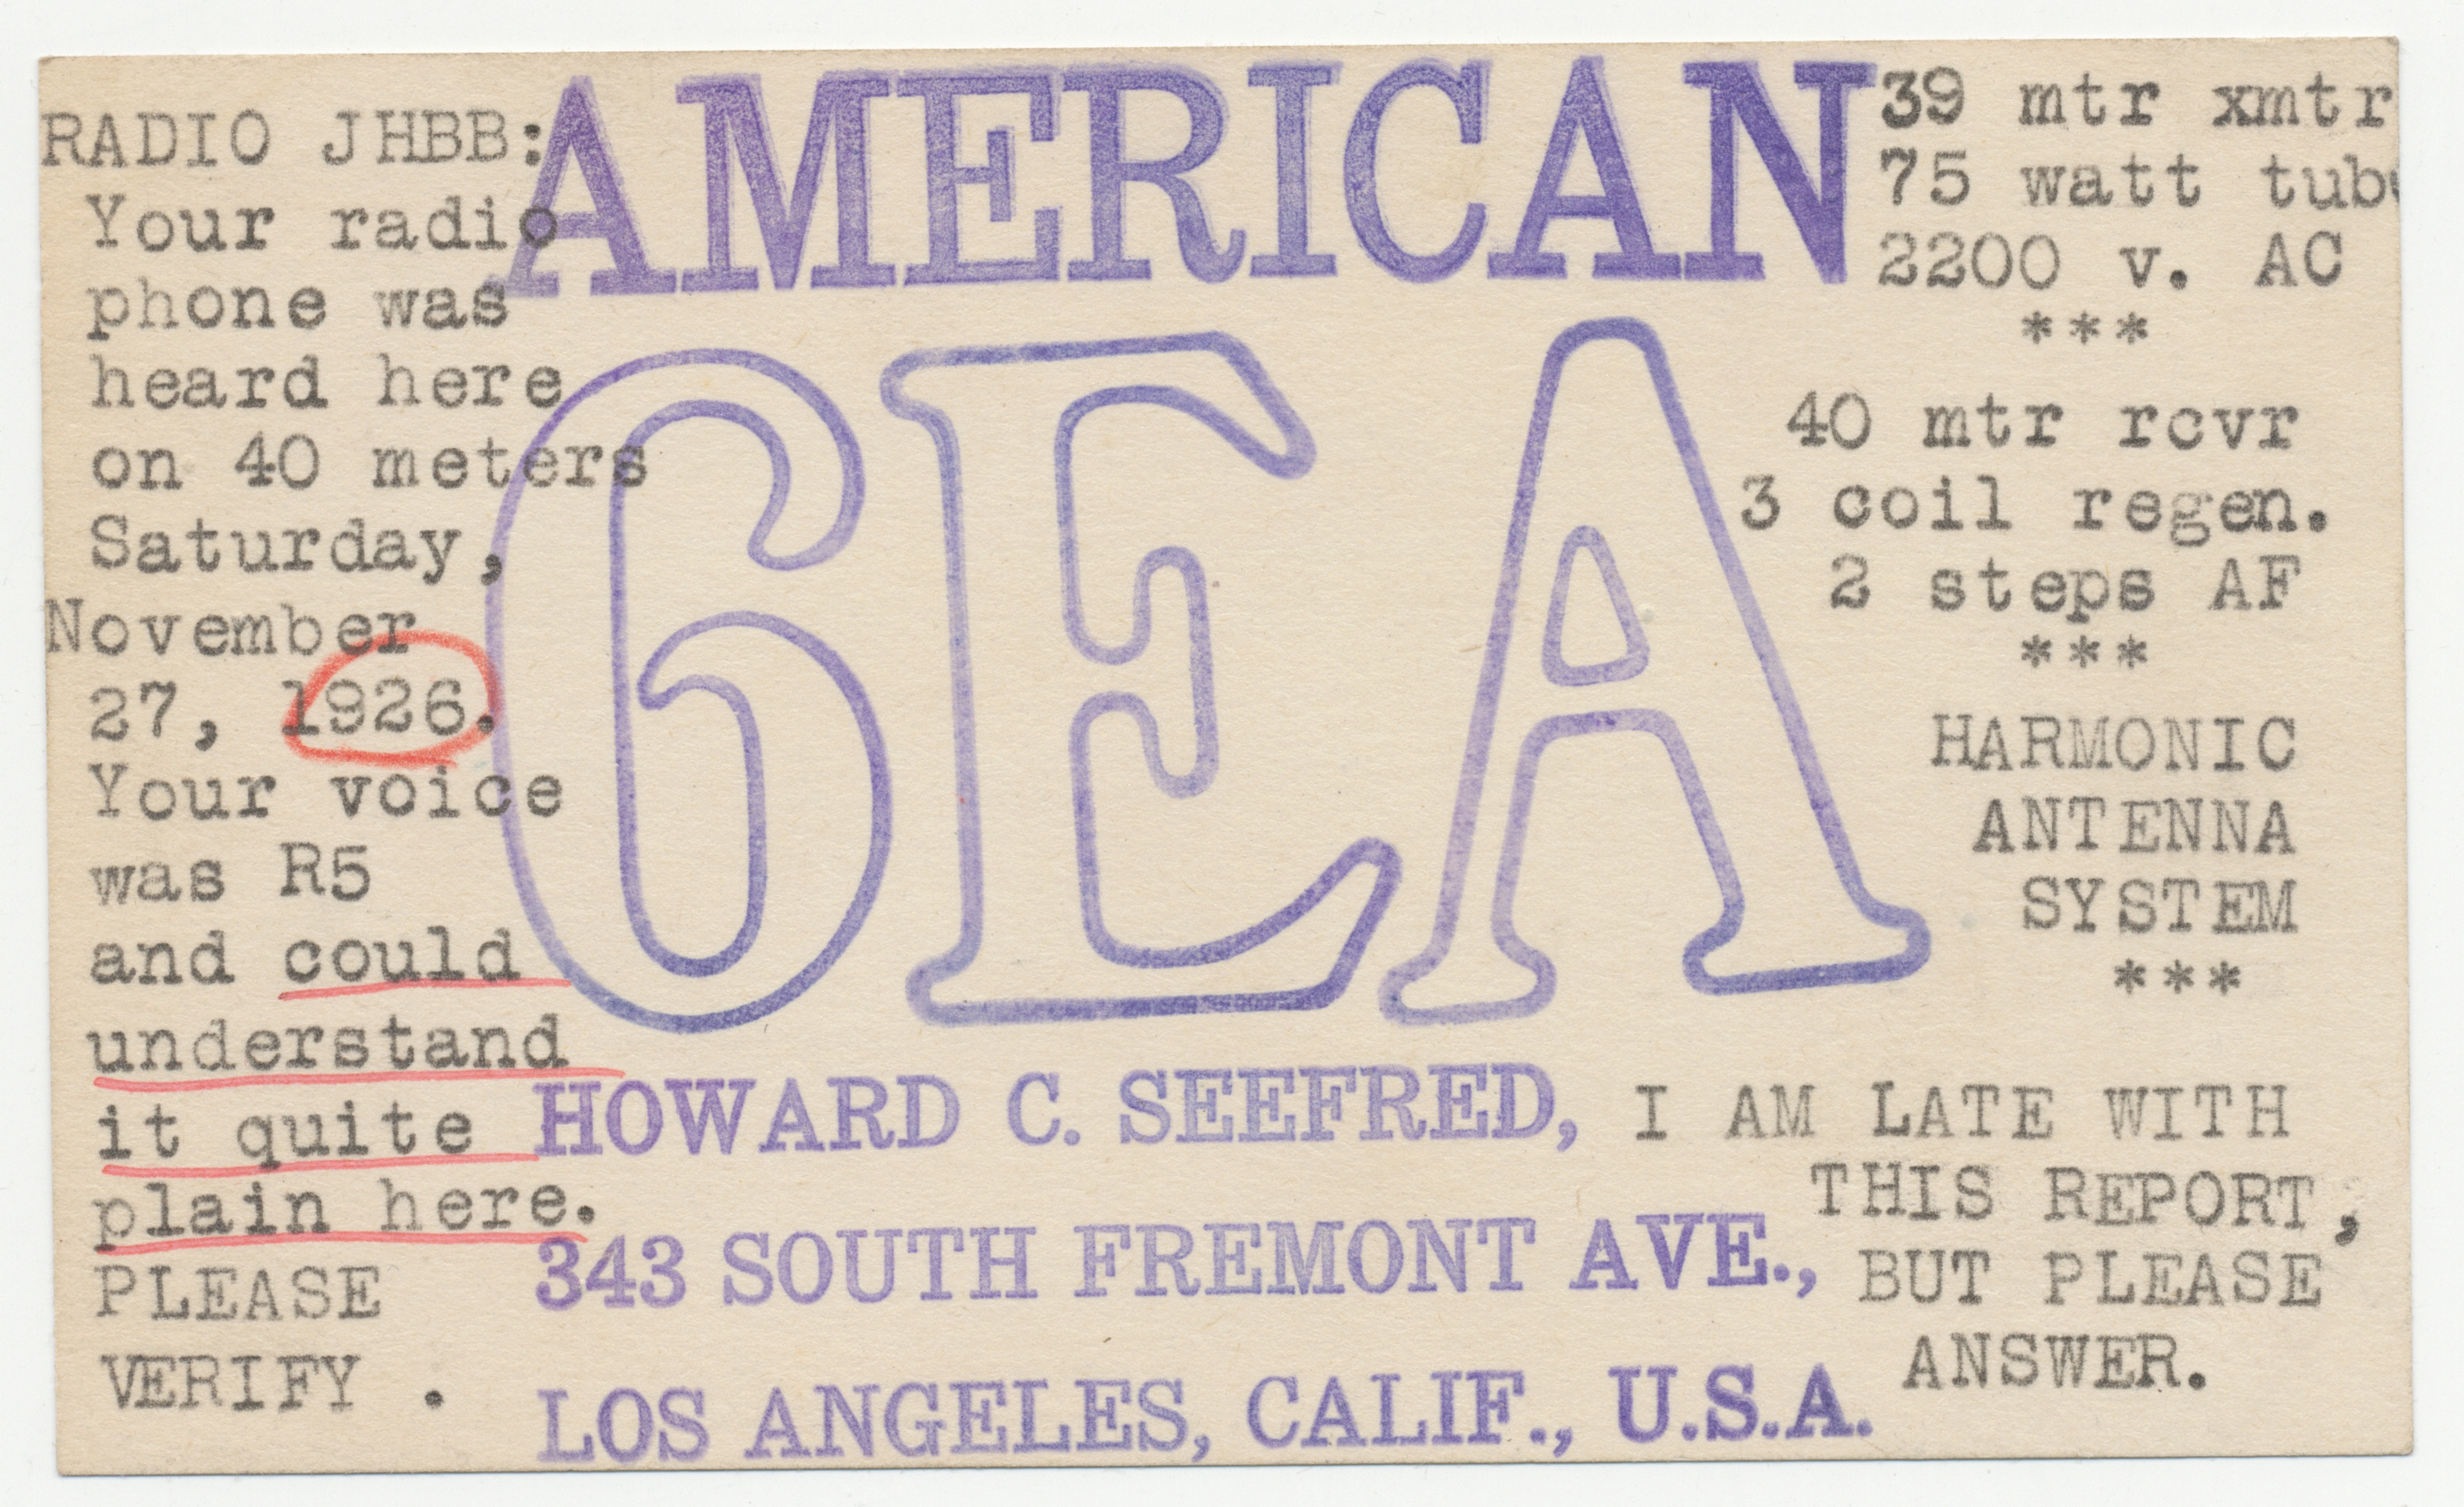 AMERICAN
6EA
HOWARD C. SEEFRED,
343 SOUTH FREMONT AVE.,
LOS ANGELES, CALIF., U.S.A.
RADIO JHBB:
Your radio
phone was
heard here
on 40 meters
Saturday,
November
27, 1926.
Your voice
was R5
and could
understand
it quite
plain here.
PLEASE
VERIFY .
39 mtr xmtr
75 watt tube
2200 v. AC
***
40 mtr rcvr
3 coil regen.
2 steps AF
***
HARMONIC
ANTENNA
SYSTEM
***
I AM LATE WITH
THIS REPORT,
BUT PLEASE
ANSWER.